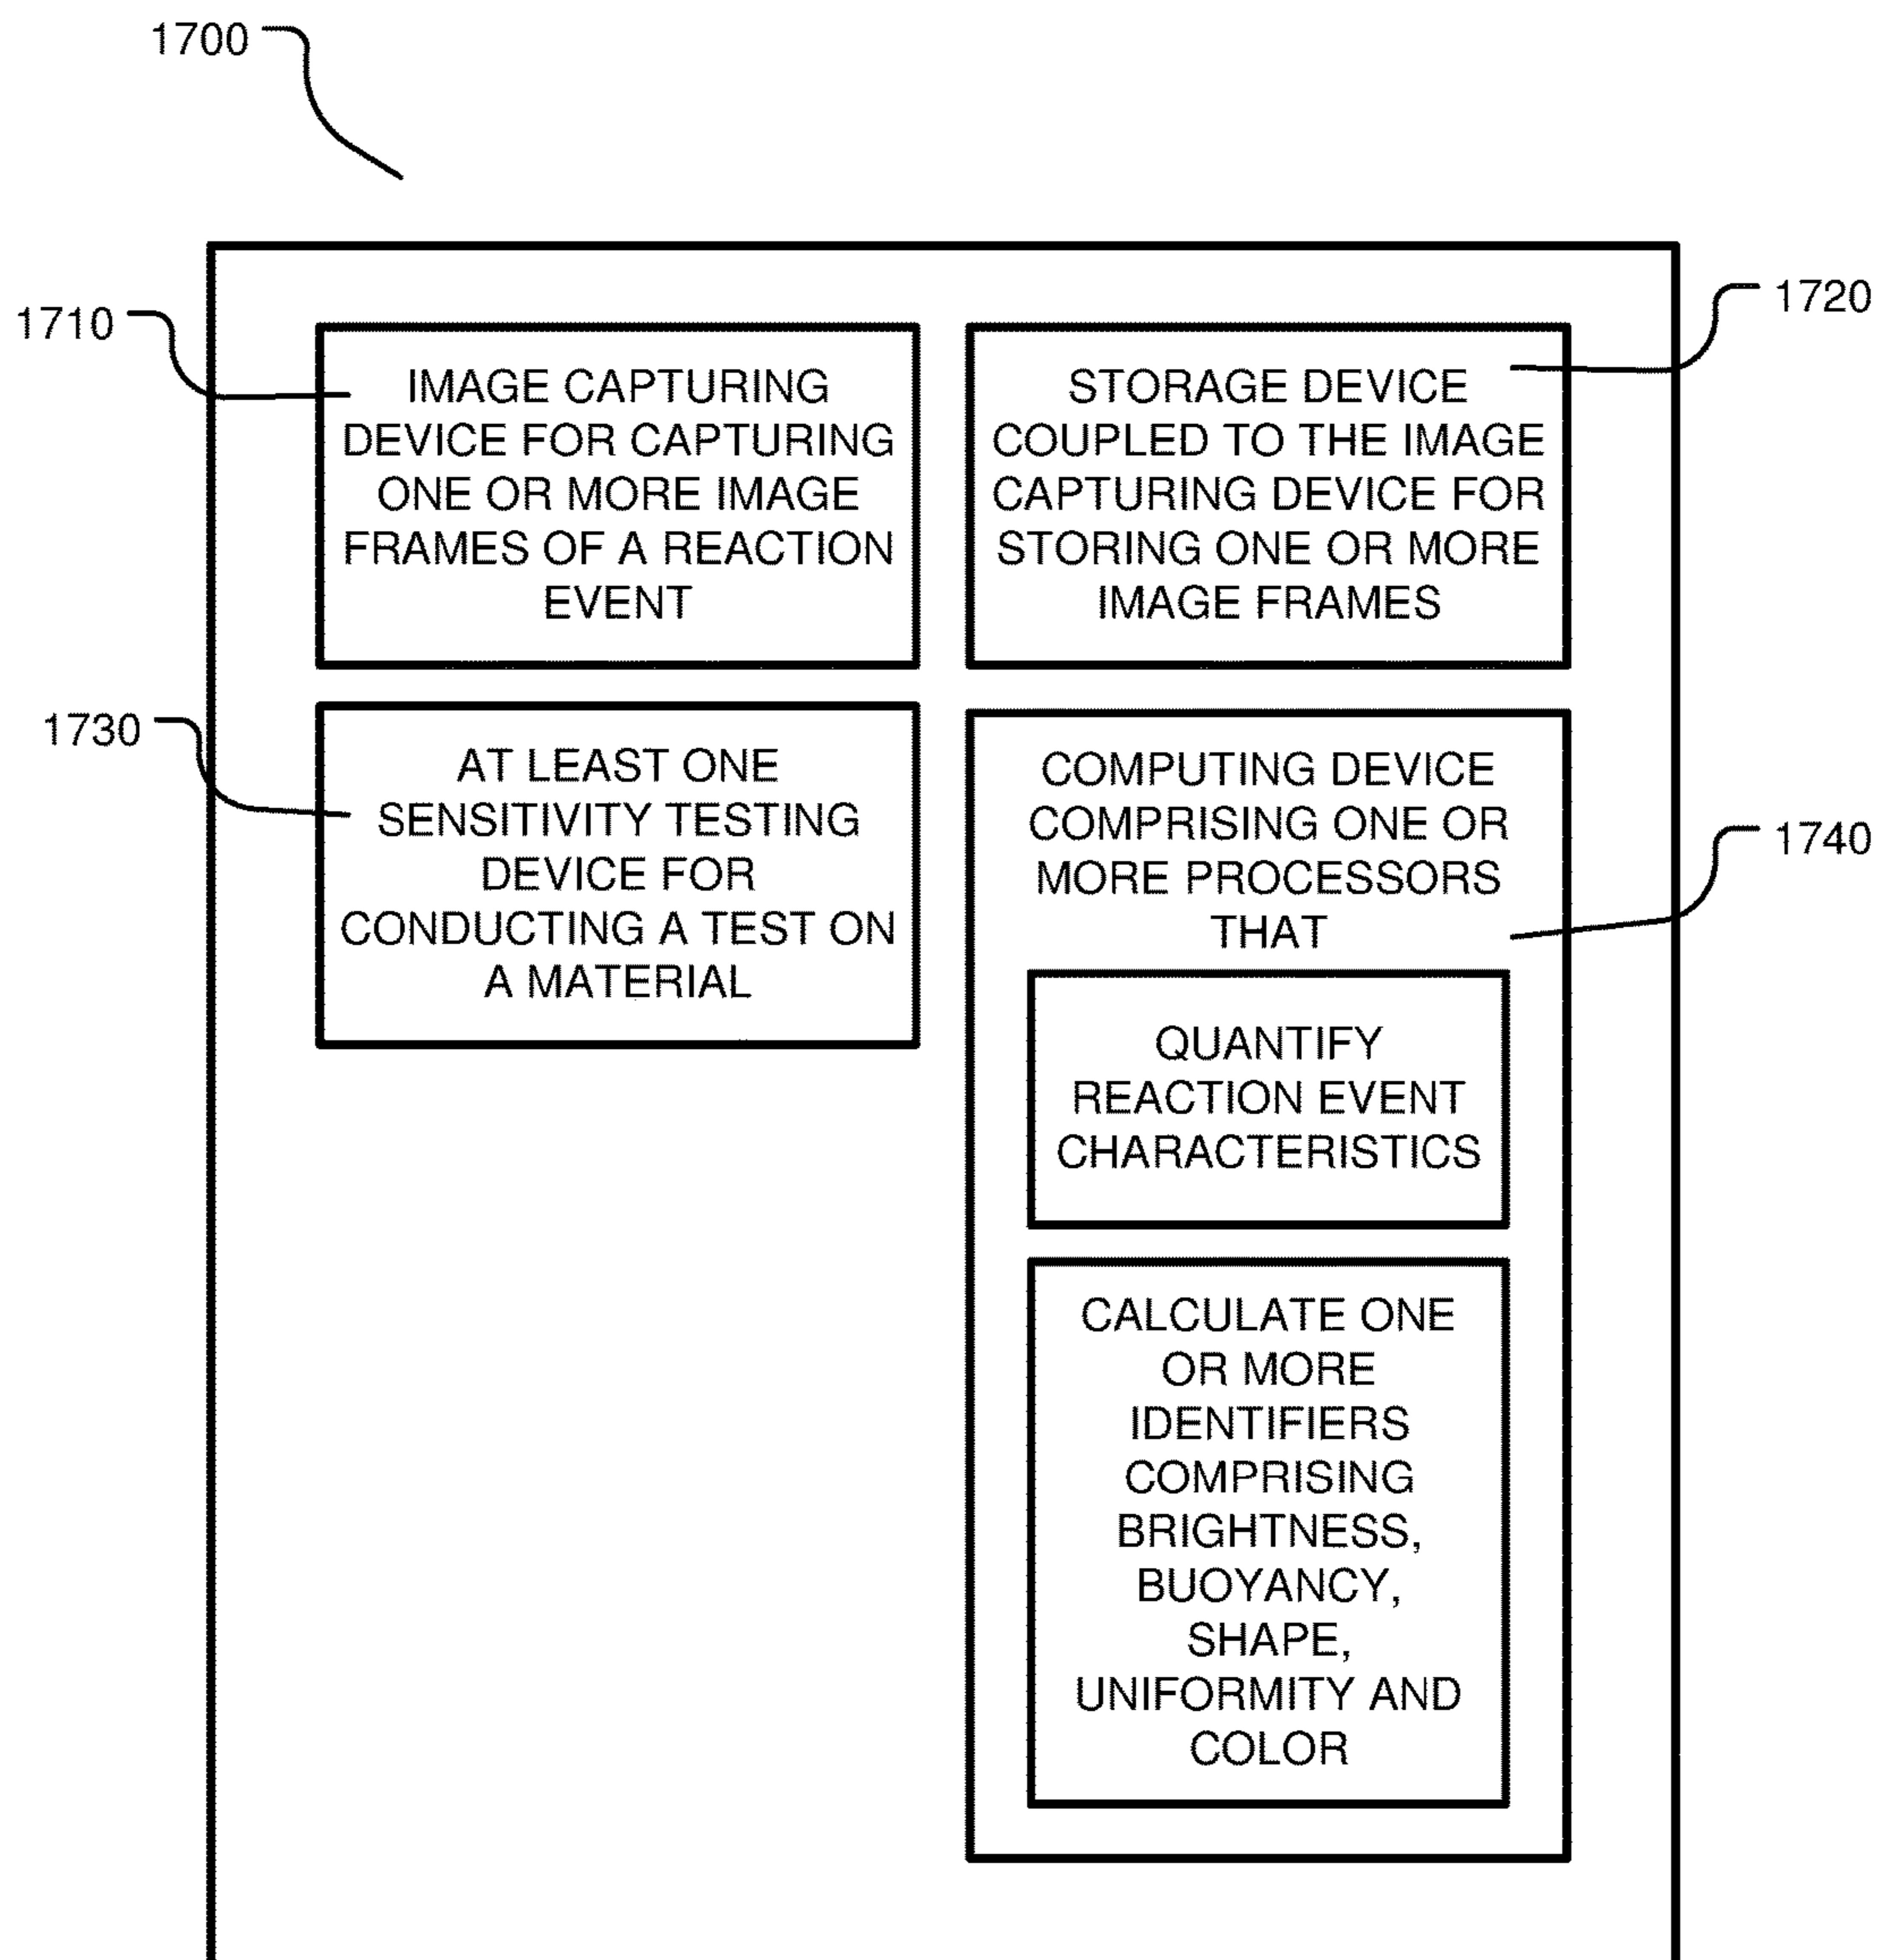 1700
1710
IMAGE CAPTURING
DEVICE FOR CAPTURING
ONE OR MORE IMAGE
FRAMES OF A REACTION
EVENT
1720
STORAGE DEVICE
COUPLED TO THE IMAGE
CAPTURING DEVICE FOR
STORING ONE OR MORE
IMAGE FRAMES
1730
AT LEAST ONE
SENSITIVITY TESTING
DEVICE FOR
CONDUCTING A TEST ON
A MATERIAL
1740
COMPUTING DEVICE
COMPRISING ONE OR
MORE PROCESSORS
THAT
QUANTIFY
REACTION EVENT
CHARACTERISTICS
CALCULATE ONE
OR MORE
IDENTIFIERS
COMPRISING
BRIGHTNESS,
BUOYANCY,
SHAPE,
UNIFORMITY AND
COLOR